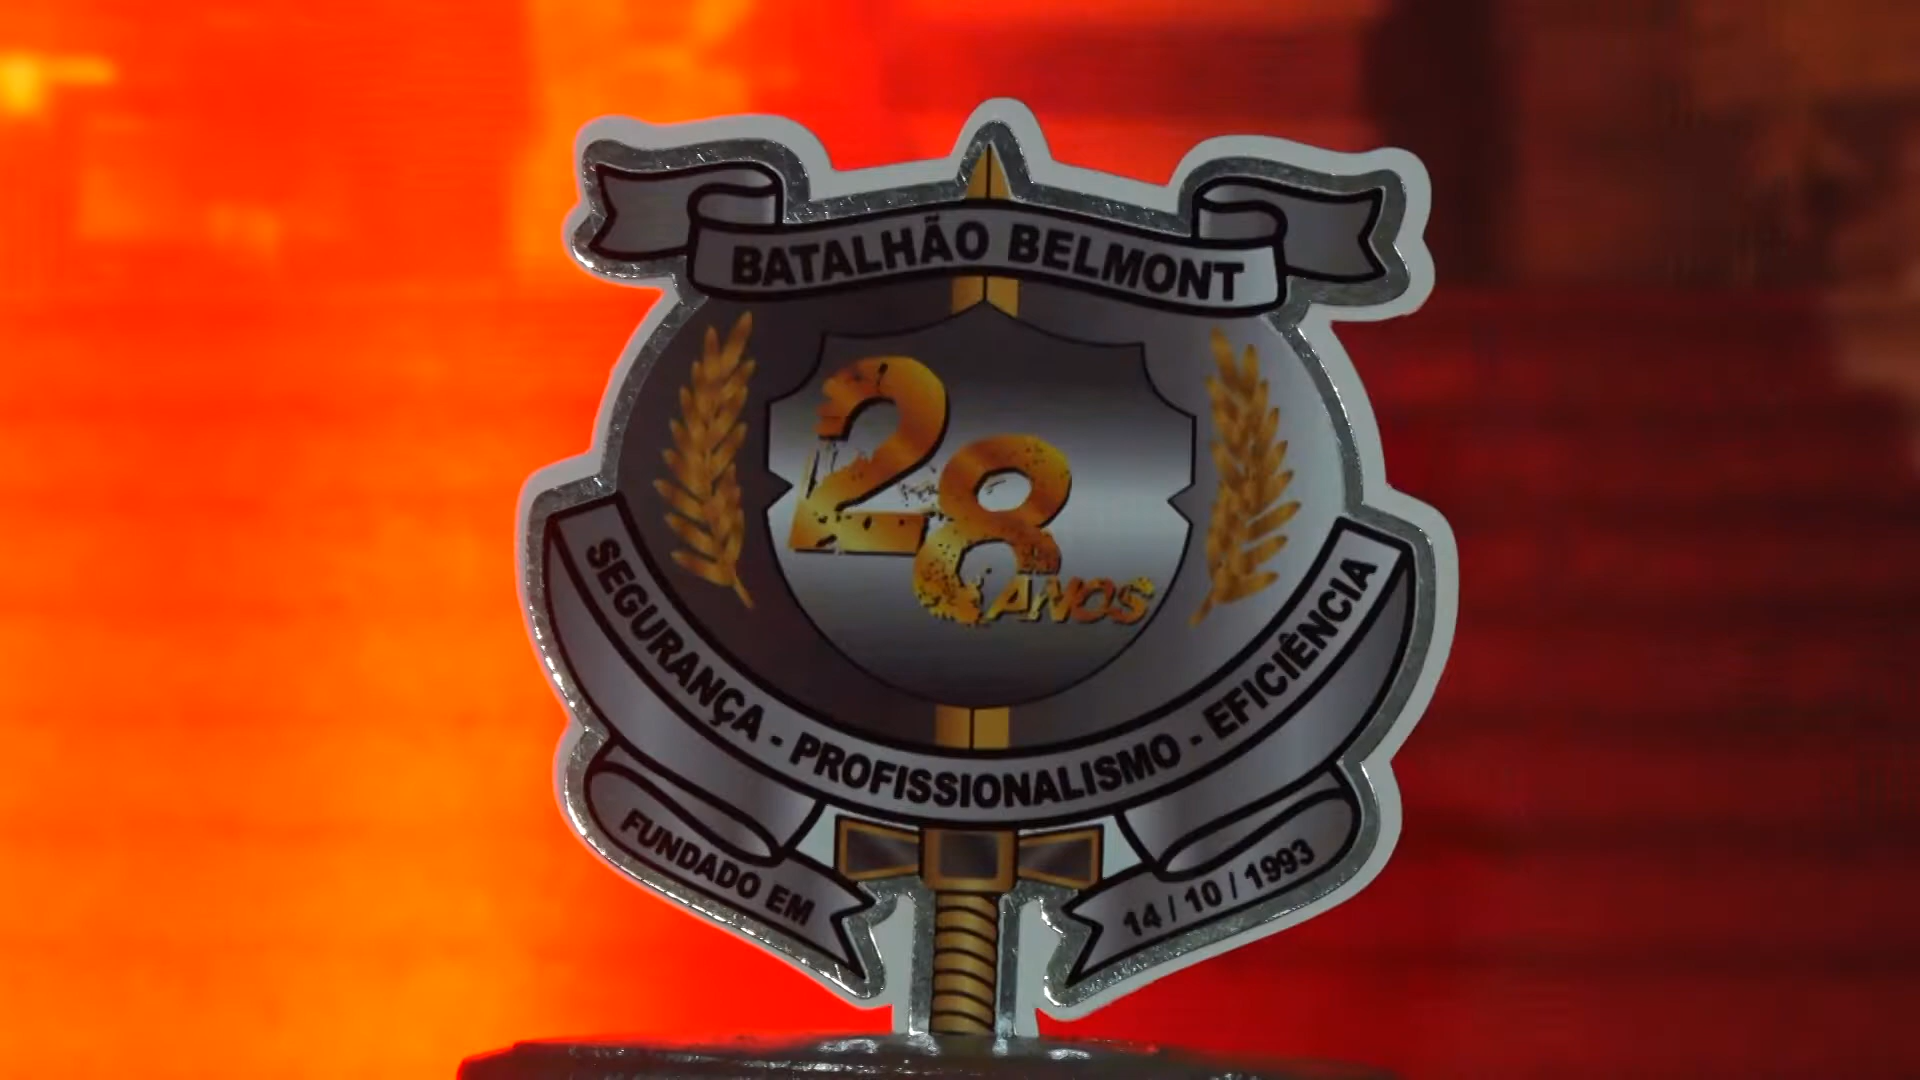 BATALHÃO BELMONT
28
ANOS
SEGURANÇA - PROFISSIONALISMO - EFICIÊNCIA
FUNDADO EM
14 / 10 / 1993